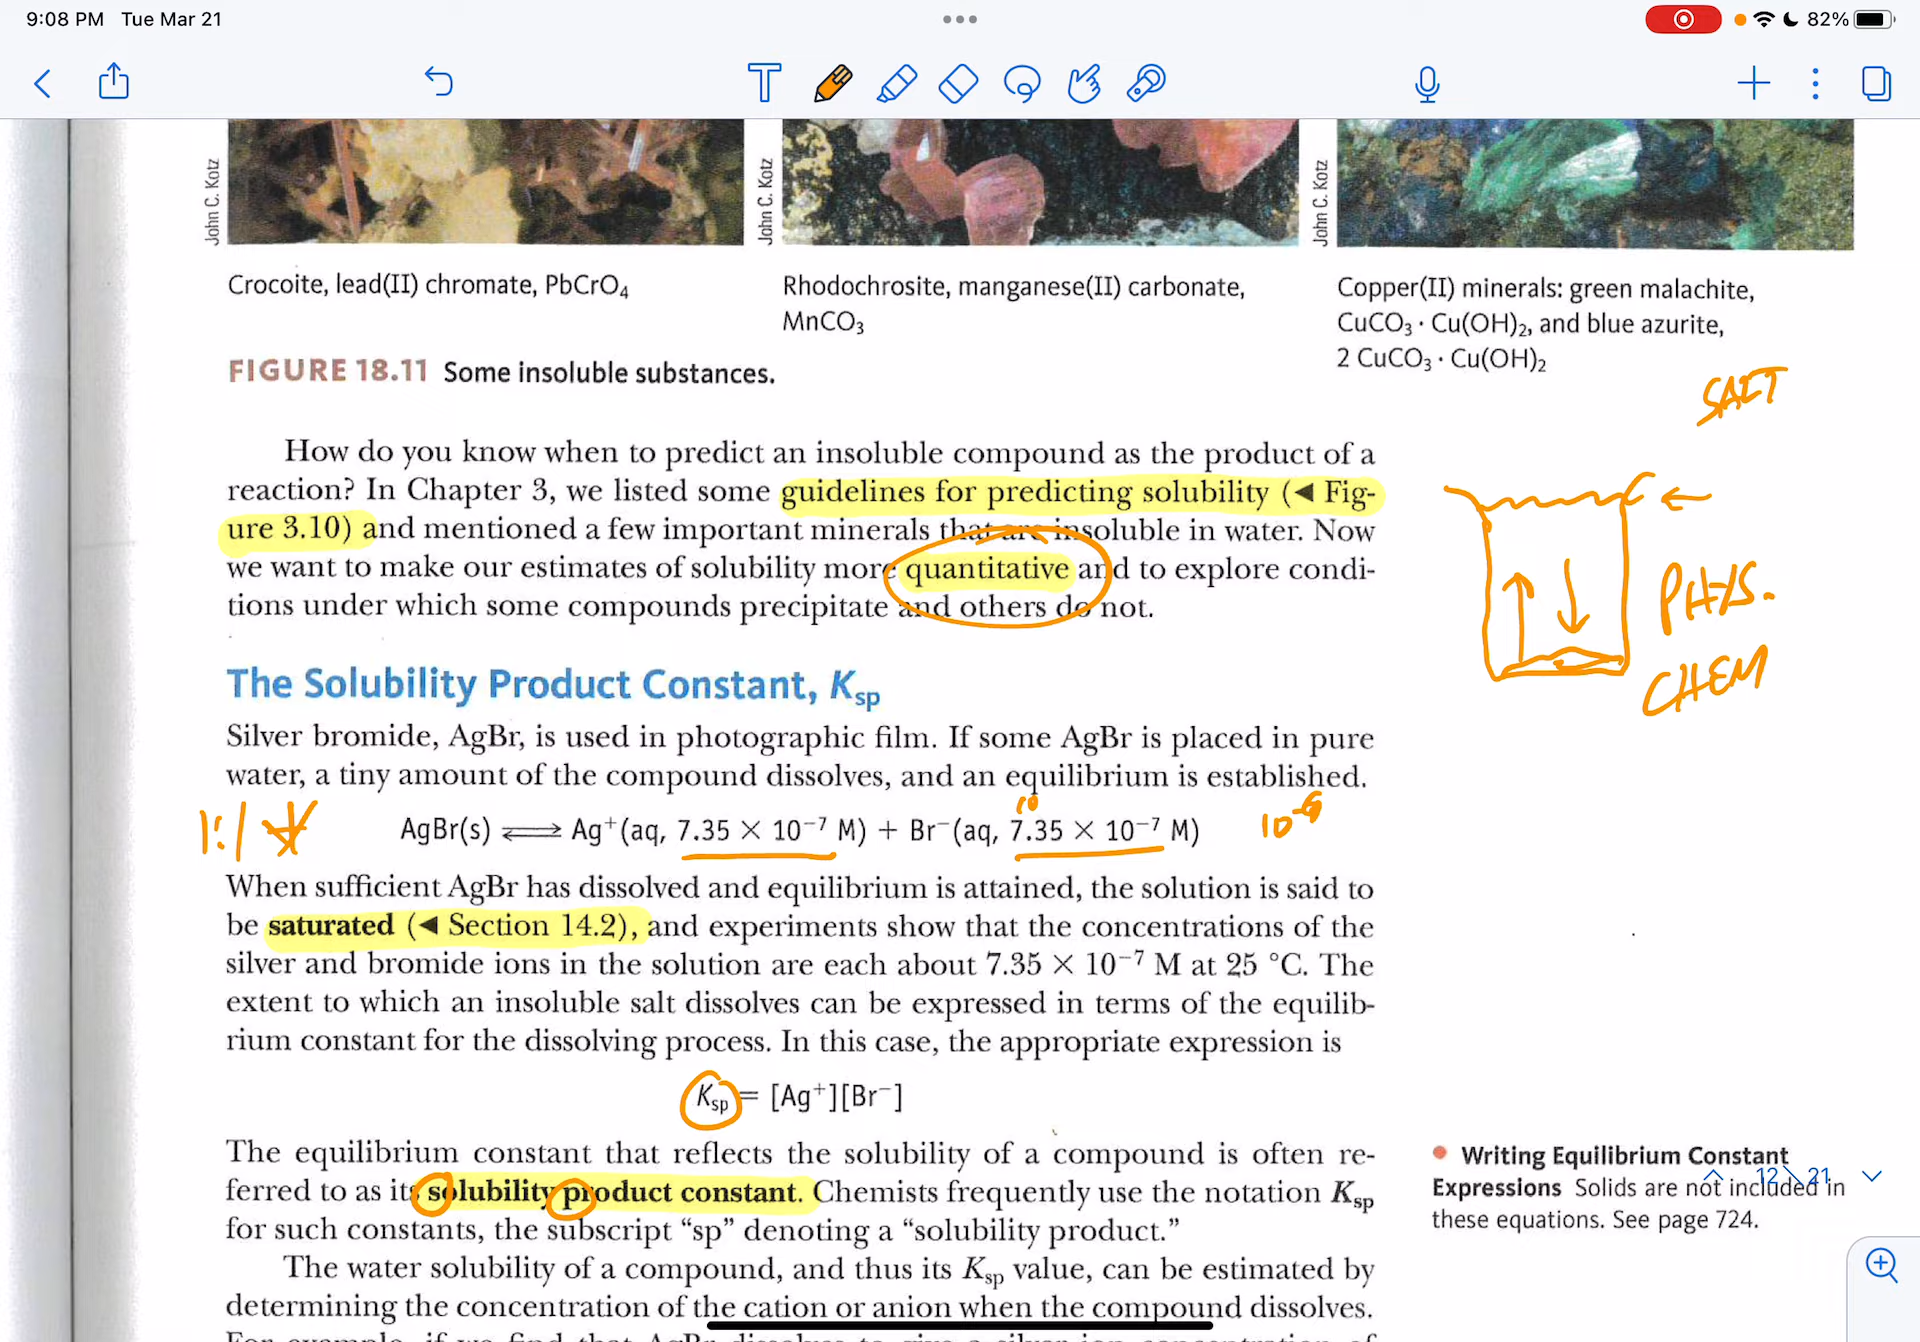 9:08 PM Tue Mar 21
82%
John C. Kotz
John C. Kotz
John C. Kotz
Crocoite, lead(II) chromate, PbCrO₄
Rhodochrosite, manganese(II) carbonate,
MnCO₃
Copper(II) minerals: green malachite,
CuCO₃ · Cu(OH)₂, and blue azurite,
2 CuCO₃ · Cu(OH)₂
FIGURE 18.11 Some insoluble substances.
SALT
How do you know when to predict an insoluble compound as the product of a
reaction? In Chapter 3, we listed some guidelines for predicting solubility (◄ Fig-
ure 3.10) and mentioned a few important minerals that are insoluble in water. Now
we want to make our estimates of solubility more quantitative and to explore condi-
tions under which some compounds precipitate and others do not.
PHYS.
CHEM
The Solubility Product Constant, Ksp
Silver bromide, AgBr, is used in photographic film. If some AgBr is placed in pure
water, a tiny amount of the compound dissolves, and an equilibrium is established.
1:1
AgBr(s) ⇌ Ag⁺(aq, 7.35 × 10⁻⁷ M) + Br⁻(aq, 7.35 × 10⁻⁷ M)
When sufficient AgBr has dissolved and equilibrium is attained, the solution is said to
be saturated (◄ Section 14.2), and experiments show that the concentrations of the
silver and bromide ions in the solution are each about 7.35 × 10⁻⁷ M at 25 °C. The
extent to which an insoluble salt dissolves can be expressed in terms of the equilib-
rium constant for the dissolving process. In this case, the appropriate expression is
Ksp = [Ag⁺][Br⁻]
The equilibrium constant that reflects the solubility of a compound is often re-
ferred to as its solubility product constant. Chemists frequently use the notation Ksp
for such constants, the subscript “sp” denoting a “solubility product.”
The water solubility of a compound, and thus its Ksp value, can be estimated by
determining the concentration of the cation or anion when the compound dissolves.
• Writing Equilibrium Constant
Expressions Solids are not included in
these equations. See page 724.
12 \ 21